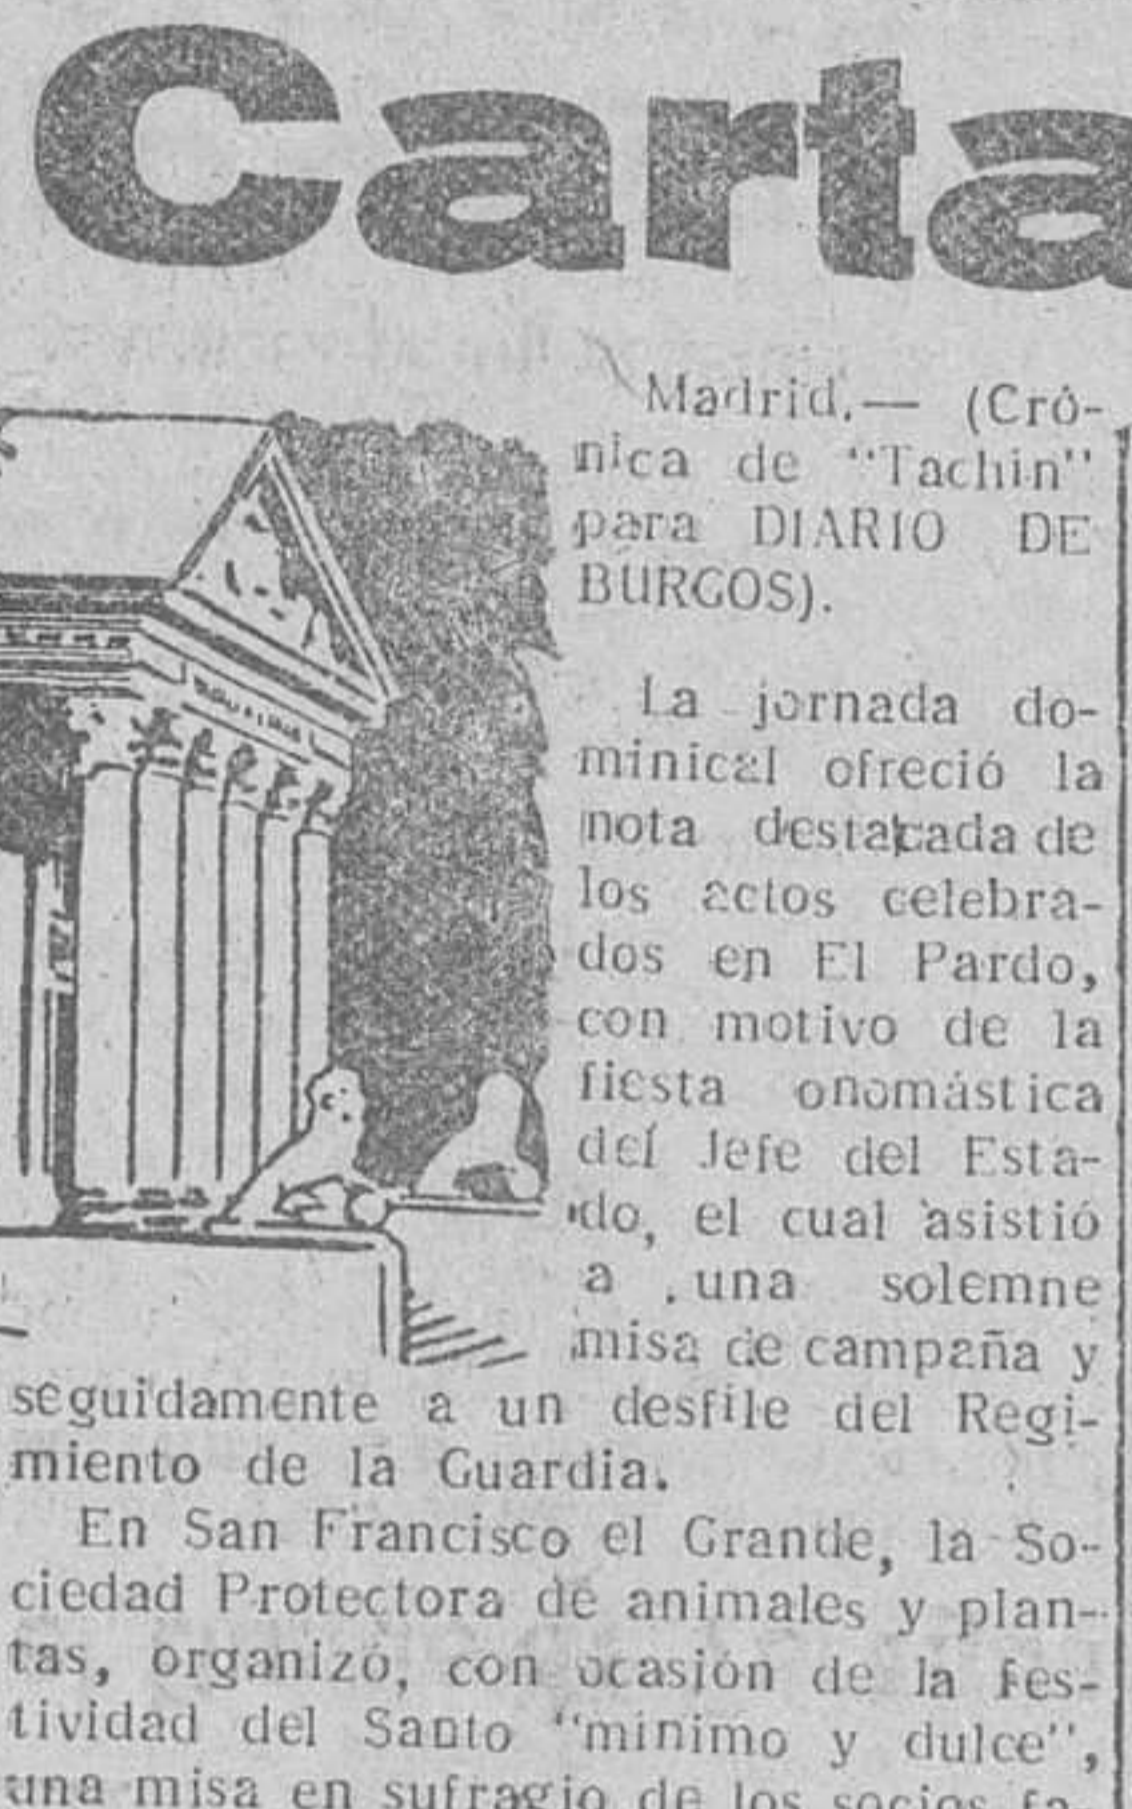 Carta
Madrid.— (Cró-
nica de "Tachin"
para DIARIO DE
BURGOS).
La jornada do-
minical ofreció la
nota destacada de
los actos celebra-
dos en El Pardo,
con motivo de la
fiesta onomástica
del Jefe del Esta-
do, el cual asistió
a una solemne
misa de campaña y
seguidamente a un desfile del Regi-
miento de la Guardia.
En San Francisco el Grande, la So-
ciedad Protectora de animales y plan-
tas, organizó, con ocasión de la fes-
tividad del Santo "mínimo y dulce",
una misa en sufragio de los socios fa-